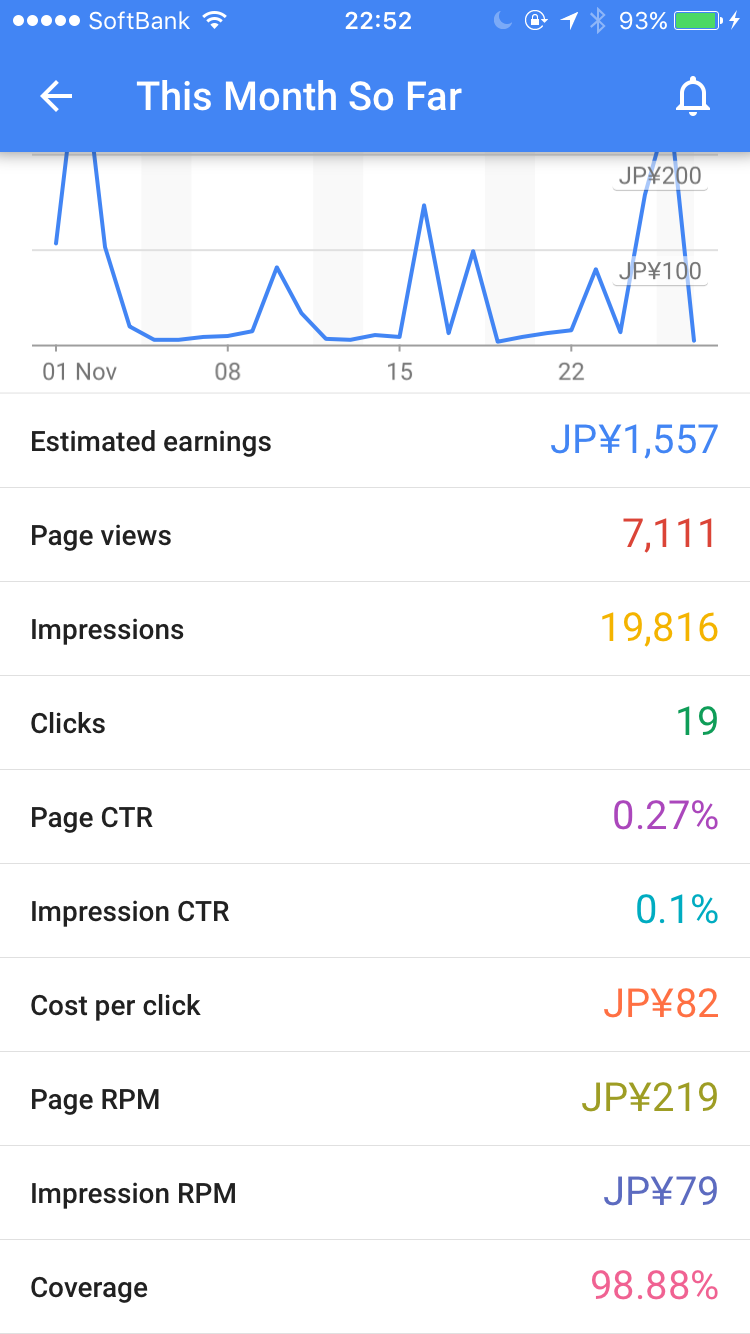 SoftBank 22:52 93%
This Month So Far
JP¥200
JP¥100
01 Nov 08 15 22
Estimated earnings JP¥1,557
Page views 7,111
Impressions 19,816
Clicks 19
Page CTR 0.27%
Impression CTR 0.1%
Cost per click JP¥82
Page RPM JP¥219
Impression RPM JP¥79
Coverage 98.88%